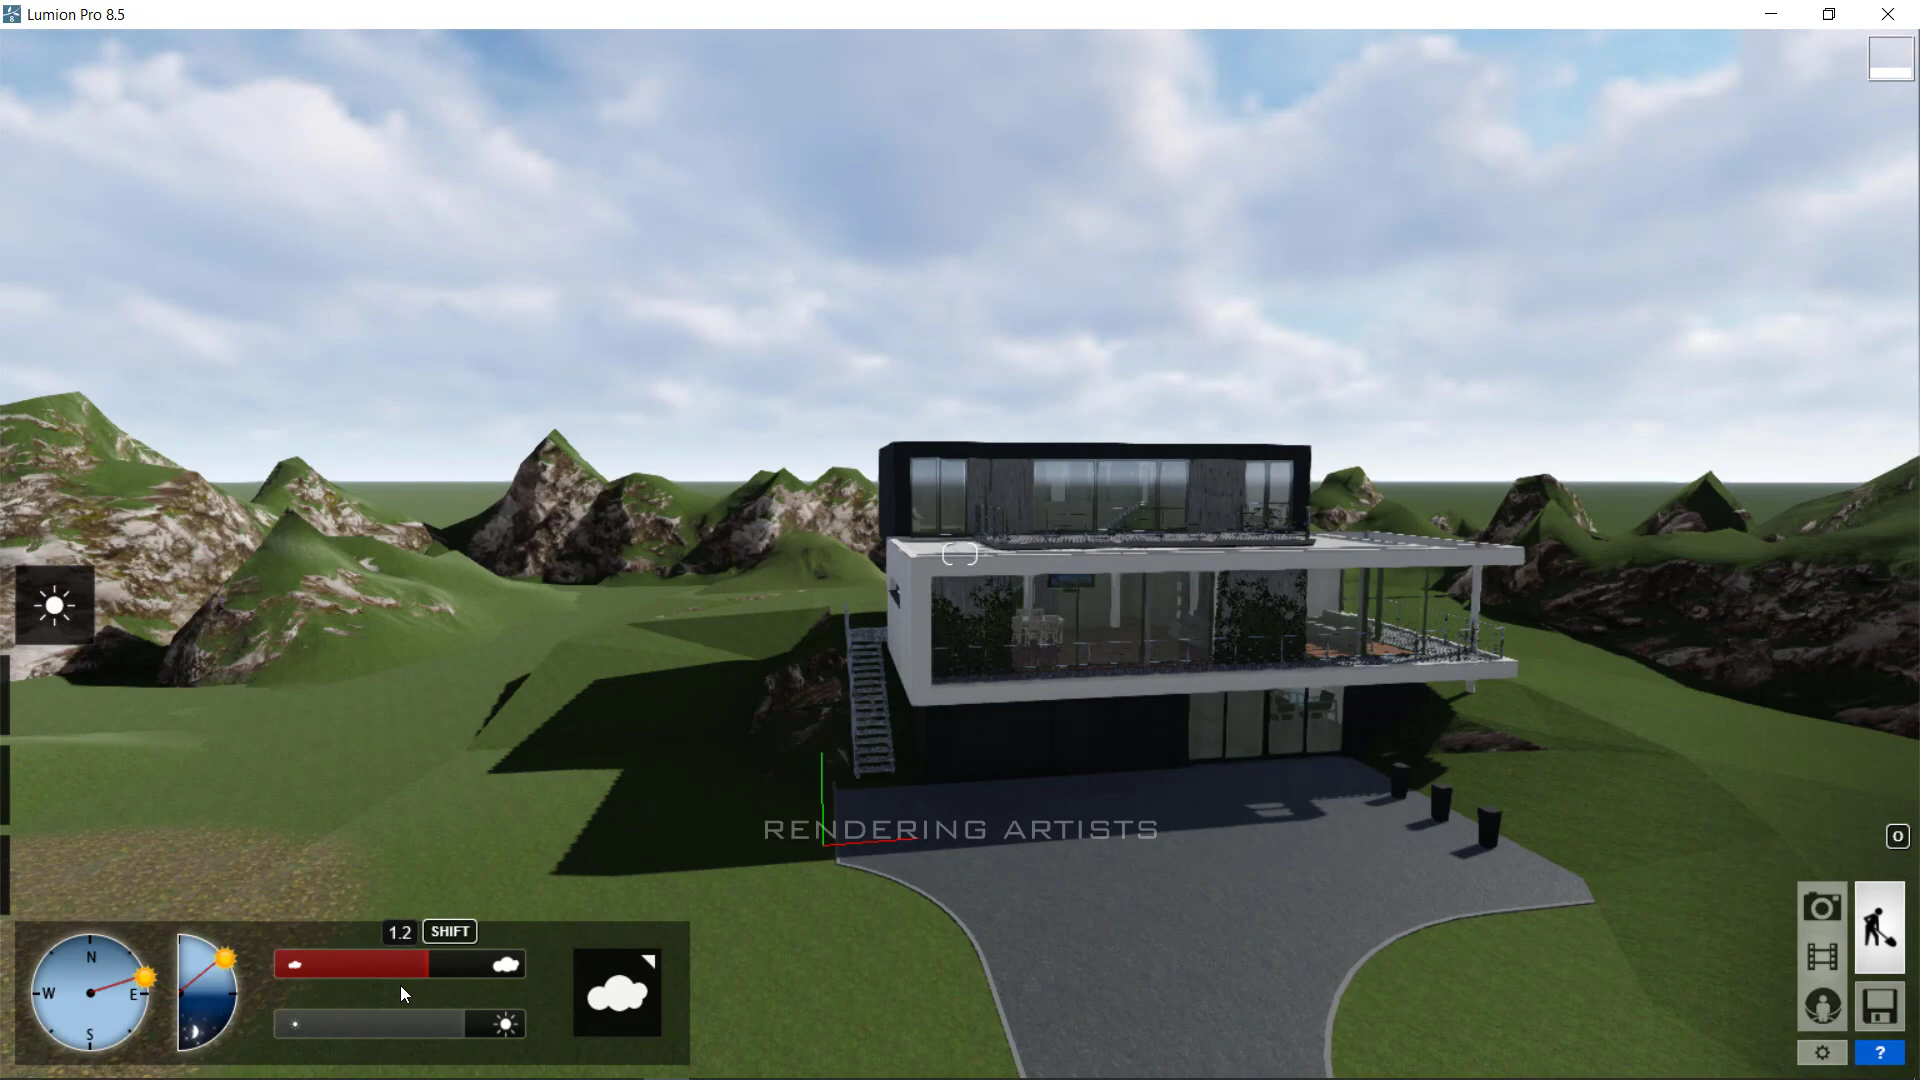 Lumion Pro 8.5
RENDERING ARTISTS
O
1.2 SHIFT
N
W E
S
?